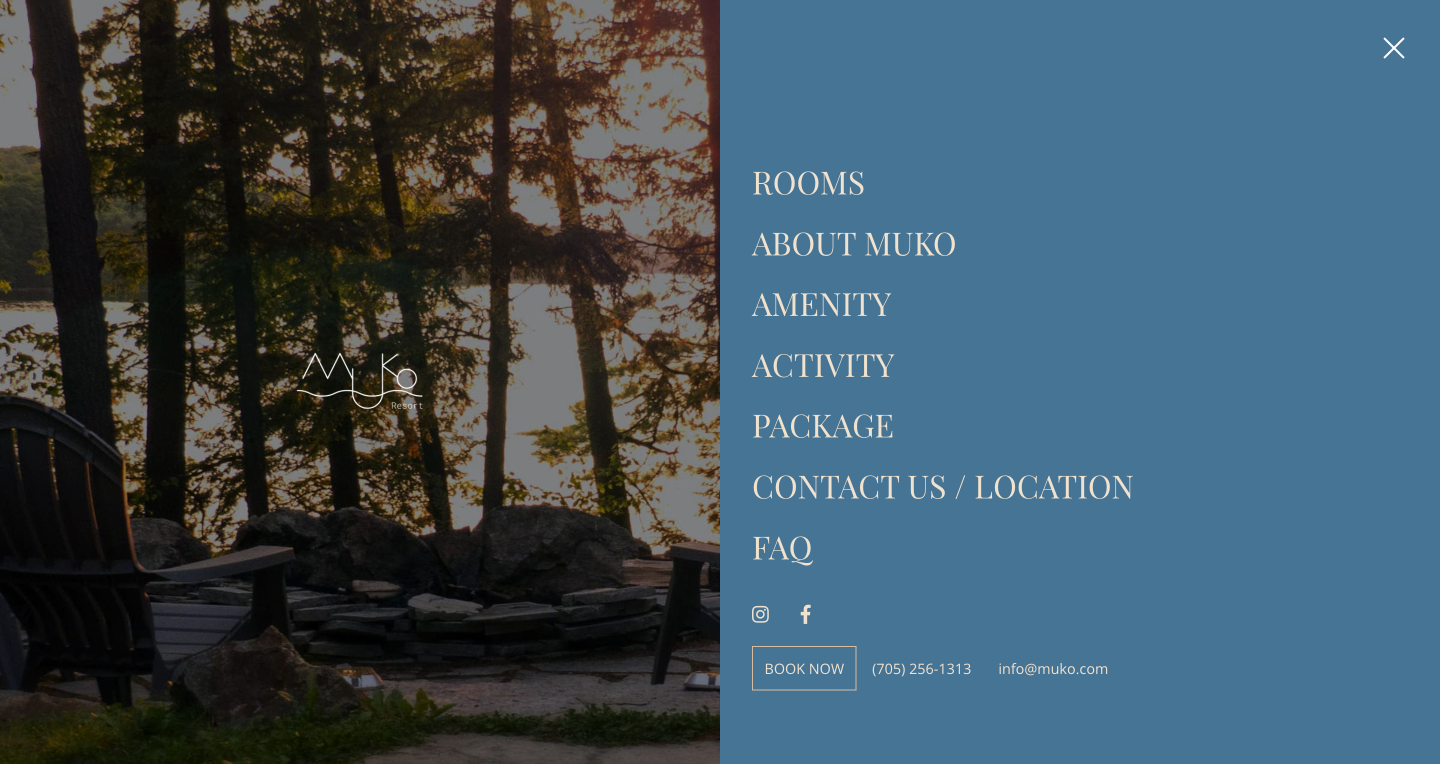 MUKo
Resort
ROOMS
ABOUT MUKO
AMENITY
ACTIVITY
PACKAGE
CONTACT US / LOCATION
FAQ
BOOK NOW (705) 256-1313 info@muko.com